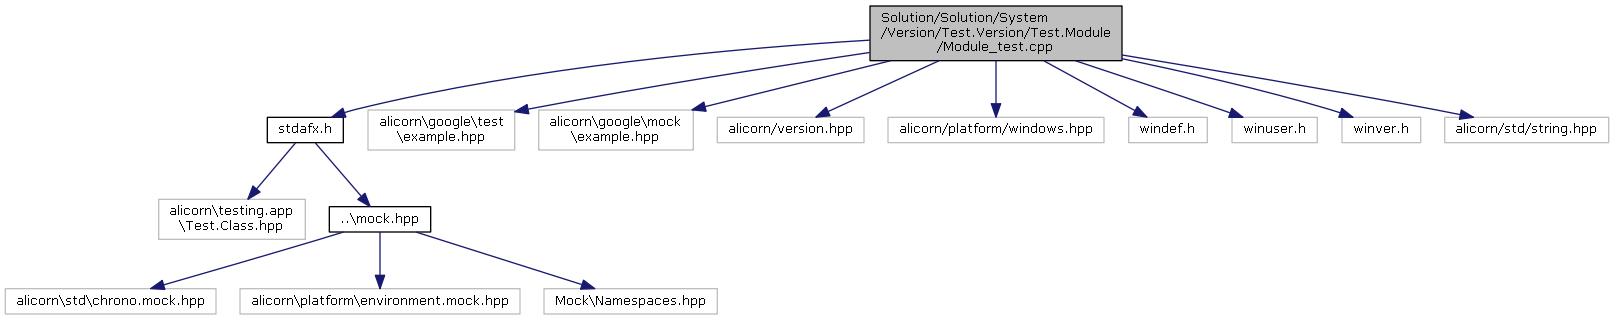 Solution/Solution/System
/Version/Test.Version/Test.Module
/Module_test.cpp
stdafx.h
alicorn\google\test
\example.hpp
alicorn\google\mock
\example.hpp
alicorn/version.hpp
alicorn/platform/windows.hpp
windef.h
winuser.h
winver.h
alicorn/std/string.hpp
alicorn\testing.app
\Test.Class.hpp
..\mock.hpp
alicorn\std\chrono.mock.hpp
alicorn\platform\environment.mock.hpp
Mock\Namespaces.hpp